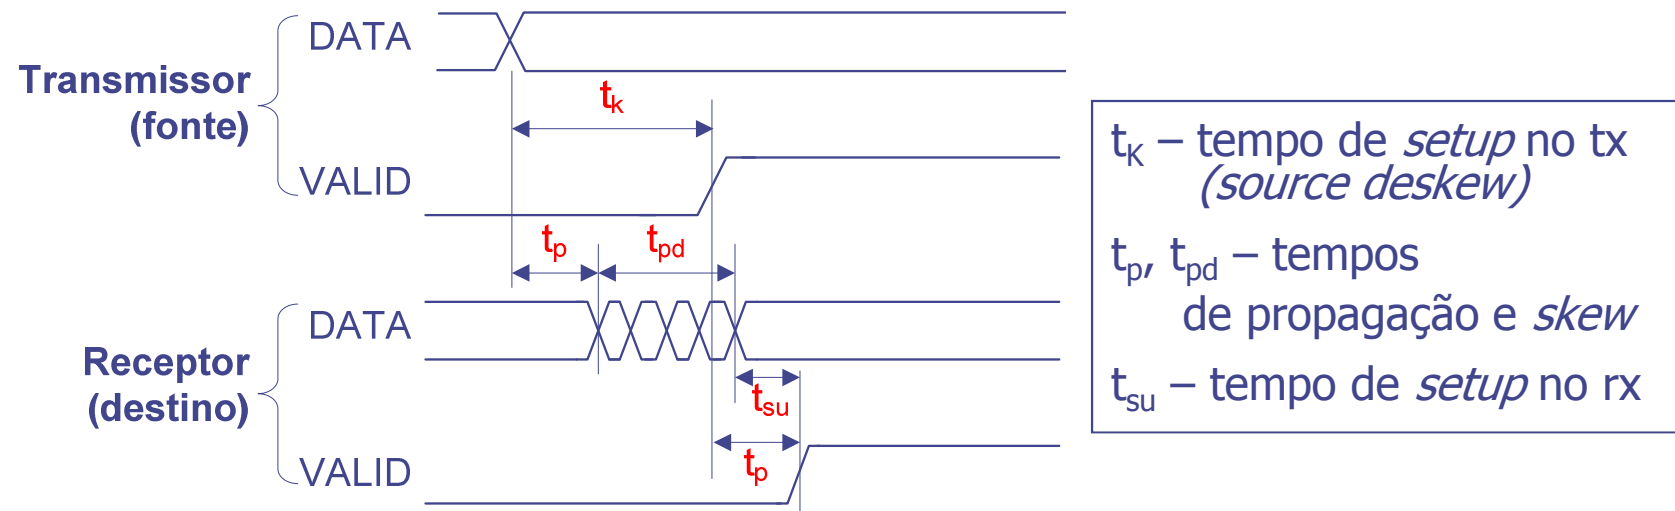 DATA
Transmissor
(fonte)
tk
VALID
tp
tpd
DATA
Receptor
(destino)
tsu
tp
VALID
tK – tempo de setup no tx
(source deskew)
tp, tpd – tempos
de propagação e skew
tsu – tempo de setup no rx